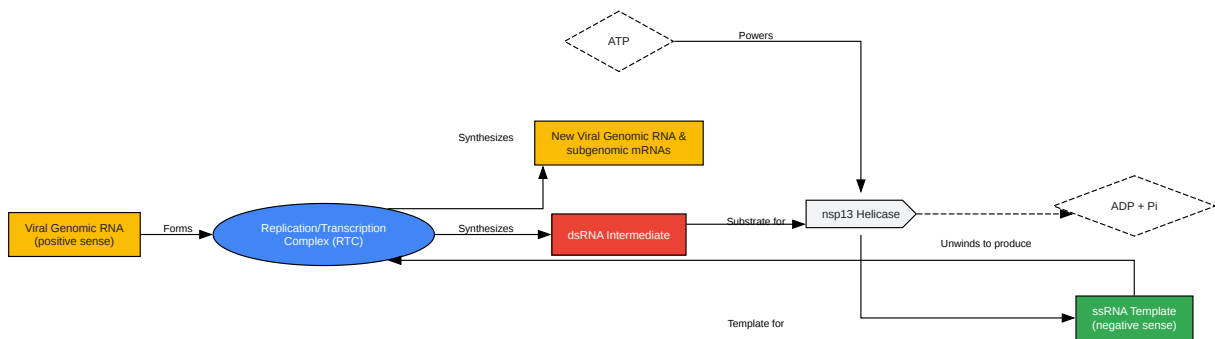 ATP
Powers
Synthesizes
New Viral Genomic RNA &
subgenomic mRNAs
Viral Genomic RNA
(positive sense)
Forms
Replication/Transcription
Complex (RTC)
Synthesizes
dsRNA Intermediate
Substrate for
nsp13 Helicase
ADP + Pi
Unwinds to produce
Template for
ssRNA Template
(negative sense)